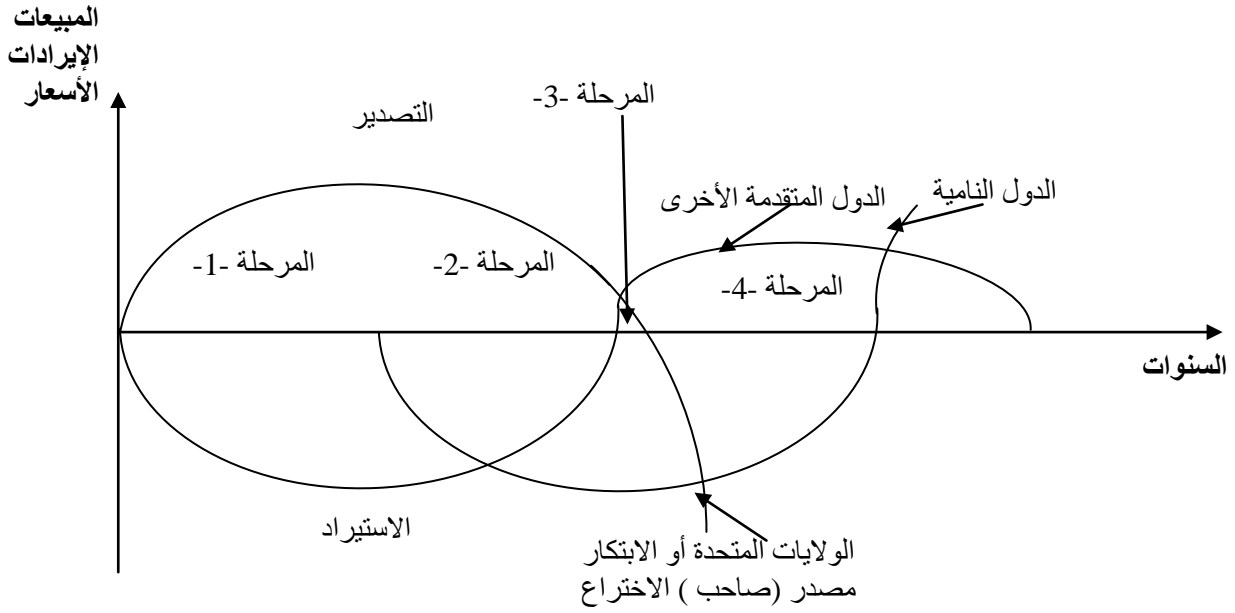 المبيعات
الإيرادات
الأسعار
المرحلة -3-
التصدير
الدول النامية
الدول المتقدمة الأخرى
المرحلة -1-
المرحلة -2-
المرحلة -4-
السنوات
الاستيراد
الولايات المتحدة أو الابتكار
مصدر (صاحب ) الاختراع